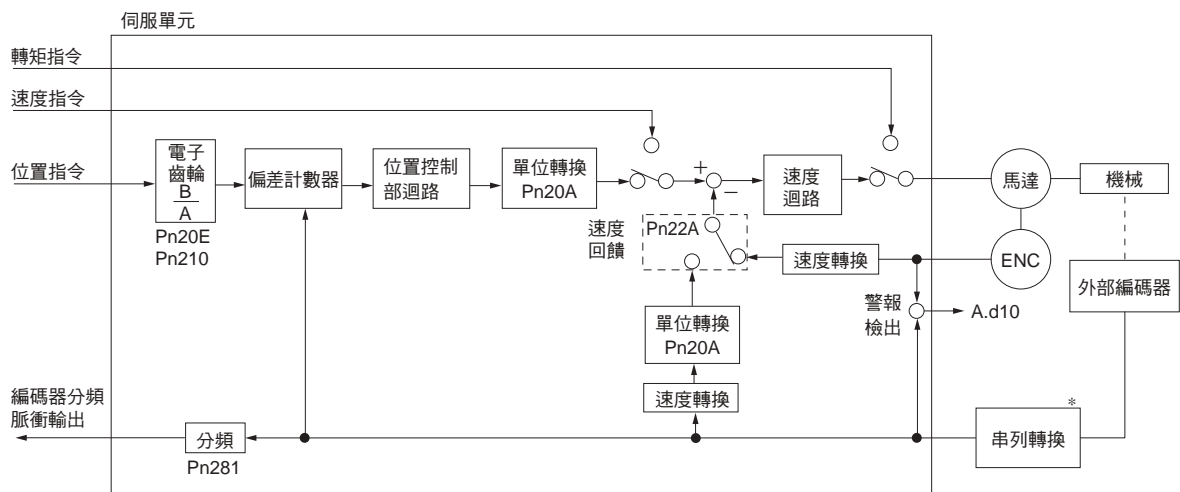 伺服單元
轉矩指令
速度指令
位置指令
電子
齒輪
B
A
Pn20E
Pn210
偏差計數器
位置控制
部迴路
單位轉換
Pn20A
+
−
速度
迴路
馬達
機械
速度
回饋
Pn22A
速度轉換
ENC
外部編碼器
警報
檢出
A.d10
單位轉換
Pn20A
速度轉換
編碼器分頻
脈衝輸出
分頻
Pn281
串列轉換
*